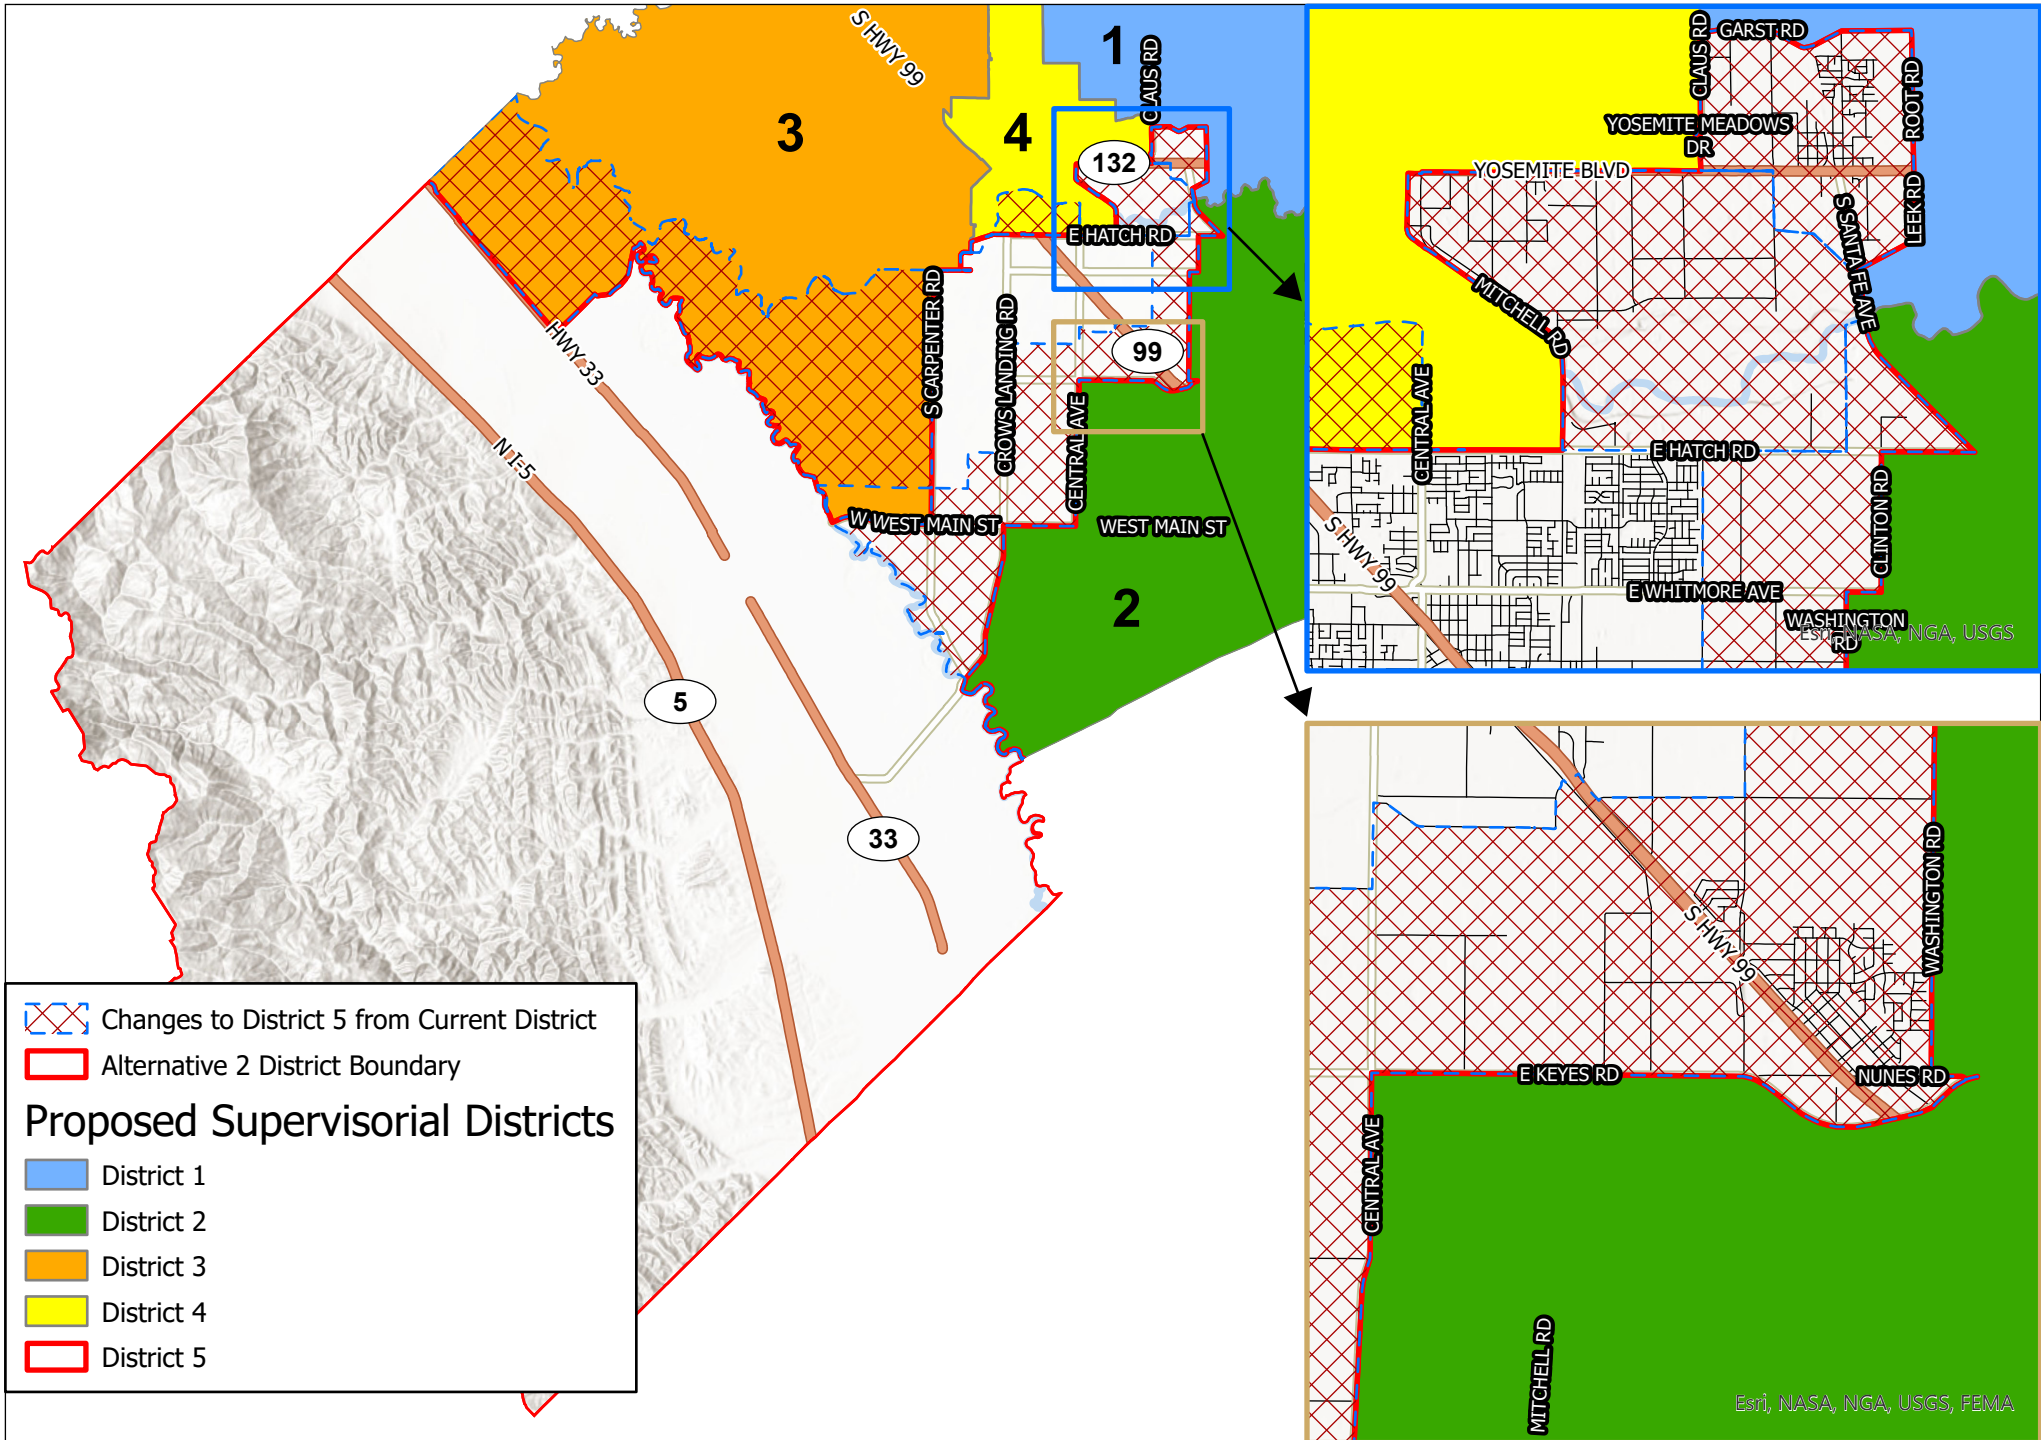 S HWY 99
1
CLAUS RD
3
4
132
E HATCH RD
S CARPENTER RD
CROWS LANDING RD
99
HWY 33
CENTRAL AVE
N I-5
W WEST MAIN ST
WEST MAIN ST
2
5
33
CLAUS RD
GARST RD
ROOT RD
YOSEMITE MEADOWS
DR
YOSEMITE BLVD
LEEK RD
S SANTA FE AVE
MITCHELL RD
CENTRAL AVE
E HATCH RD
CLINTON RD
S HWY 99
E WHITMORE AVE
WASHINGTON
RD
Esri, NASA, NGA, USGS
WASHINGTON RD
S HWY 99
E KEYES RD
NUNES RD
CENTRAL AVE
MITCHELL RD
Esri, NASA, NGA, USGS, FEMA
Changes to District 5 from Current District
Alternative 2 District Boundary
Proposed Supervisorial Districts
District 1
District 2
District 3
District 4
District 5